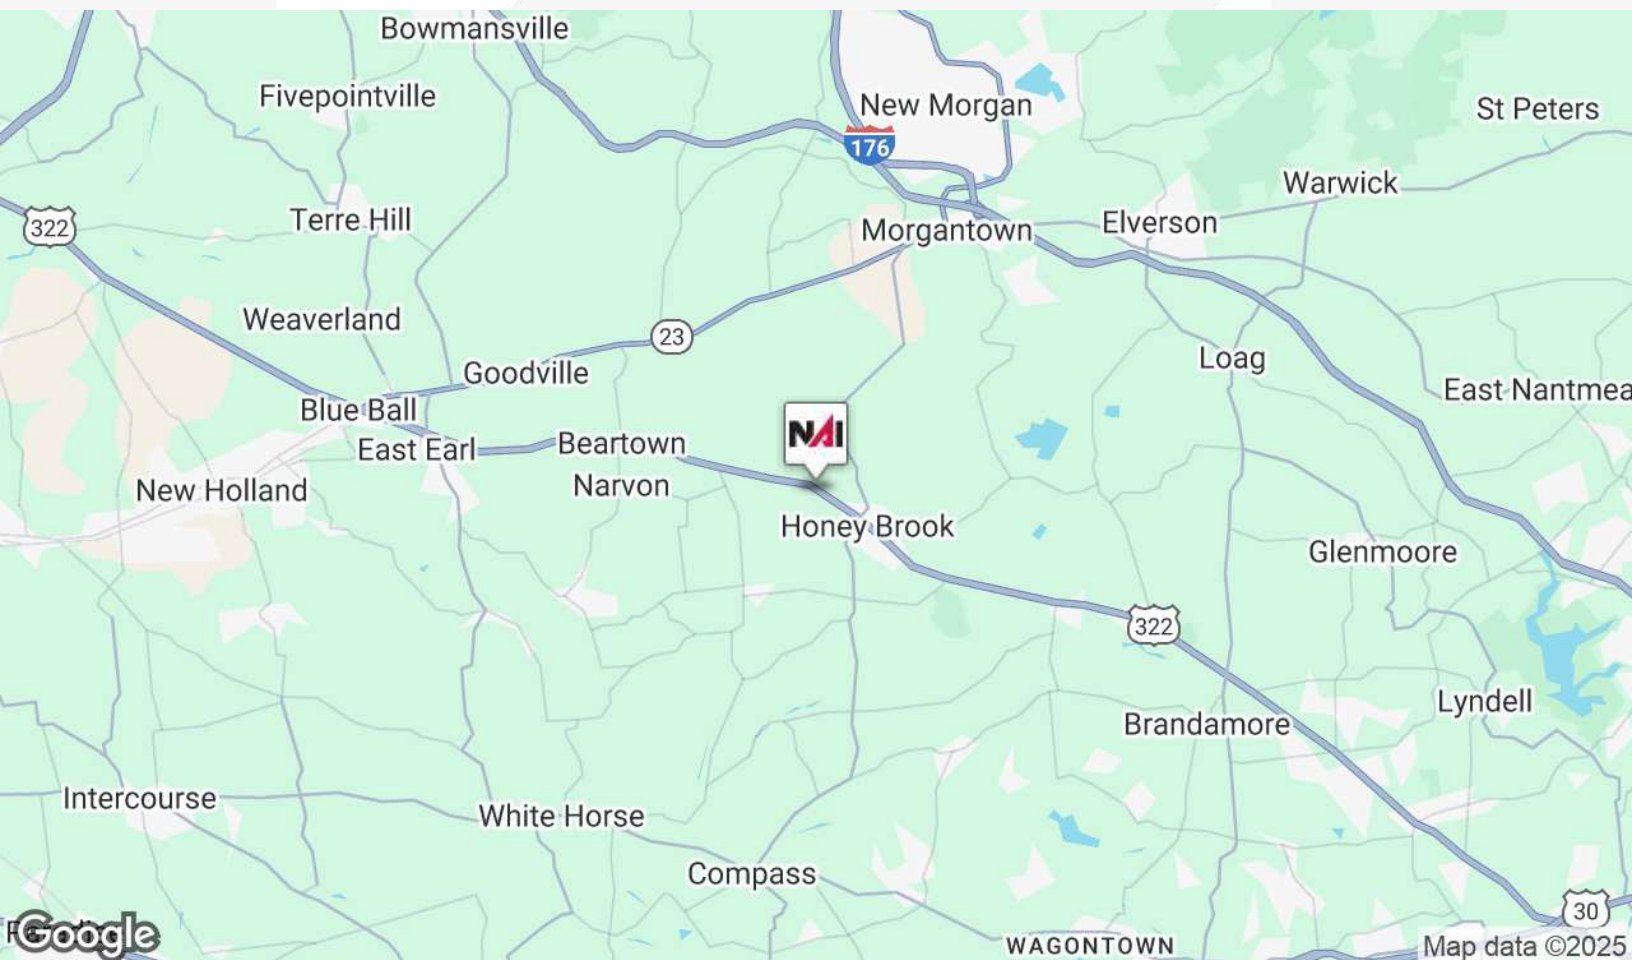 Bowmansville
Fivepointville
New Morgan
St Peters
176
Warwick
Terre Hill
322
Elverson
Morgantown
Weaverland
23
Loag
Goodville
East Nantmea
Blue Ball
NAI
Beartown
East Earl
Narvon
New Holland
Honey Brook
Glenmoore
322
Lyndell
Brandamore
Intercourse
White Horse
Compass
30
Google
WAGONTOWN
Map data ©2025